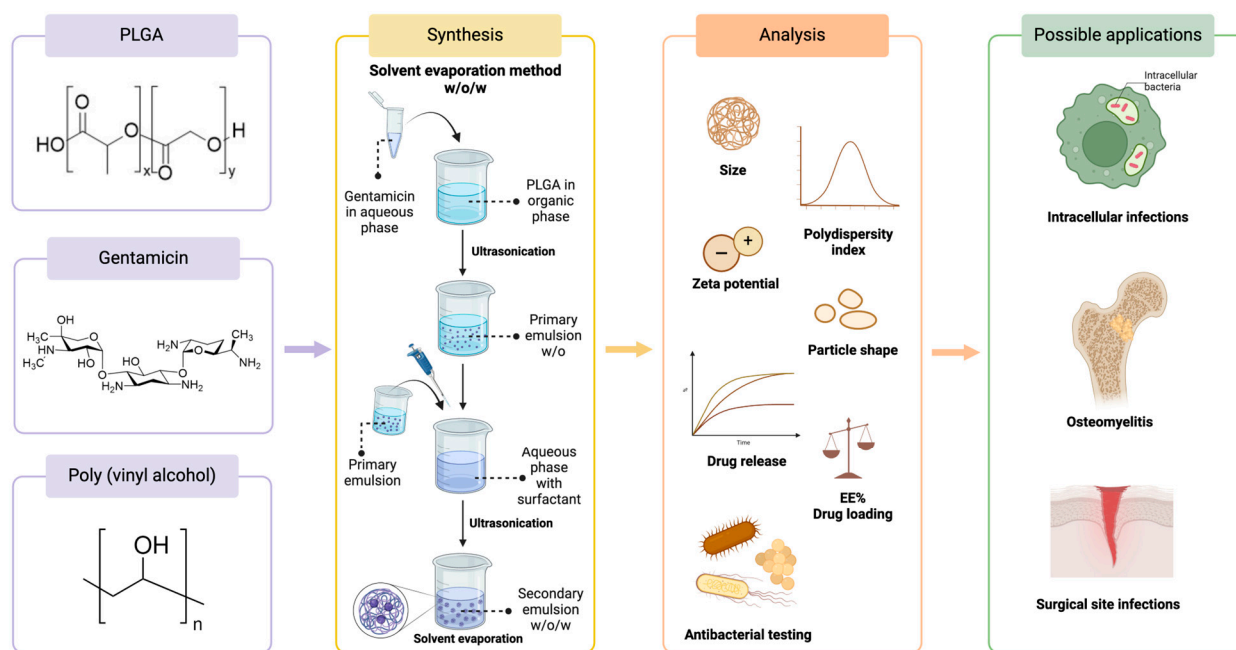 PLGA
HO
O
O
O
O
H
x
y
Gentamicin
OH
H₃C
HN
H₃C
O
OH
O
HO
H₂N
NH₂
O
H₂N
O
CH₃
NH₂
Poly (vinyl alcohol)
OH
n
Synthesis
Solvent evaporation method
w/o/w
Gentamicin
in aqueous
phase
PLGA in
organic
phase
Ultrasonication
Primary
emulsion
w/o
Primary
emulsion
Aqueous
phase
with
surfactant
Ultrasonication
Secondary
emulsion
w/o/w
Solvent evaporation
Analysis
Size
Polydispersity
index
Zeta potential
Particle shape
%
Time
Drug release
EE%
Drug loading
Antibacterial testing
Possible applications
Intracellular
bacteria
Intracellular infections
Osteomyelitis
Surgical site infections